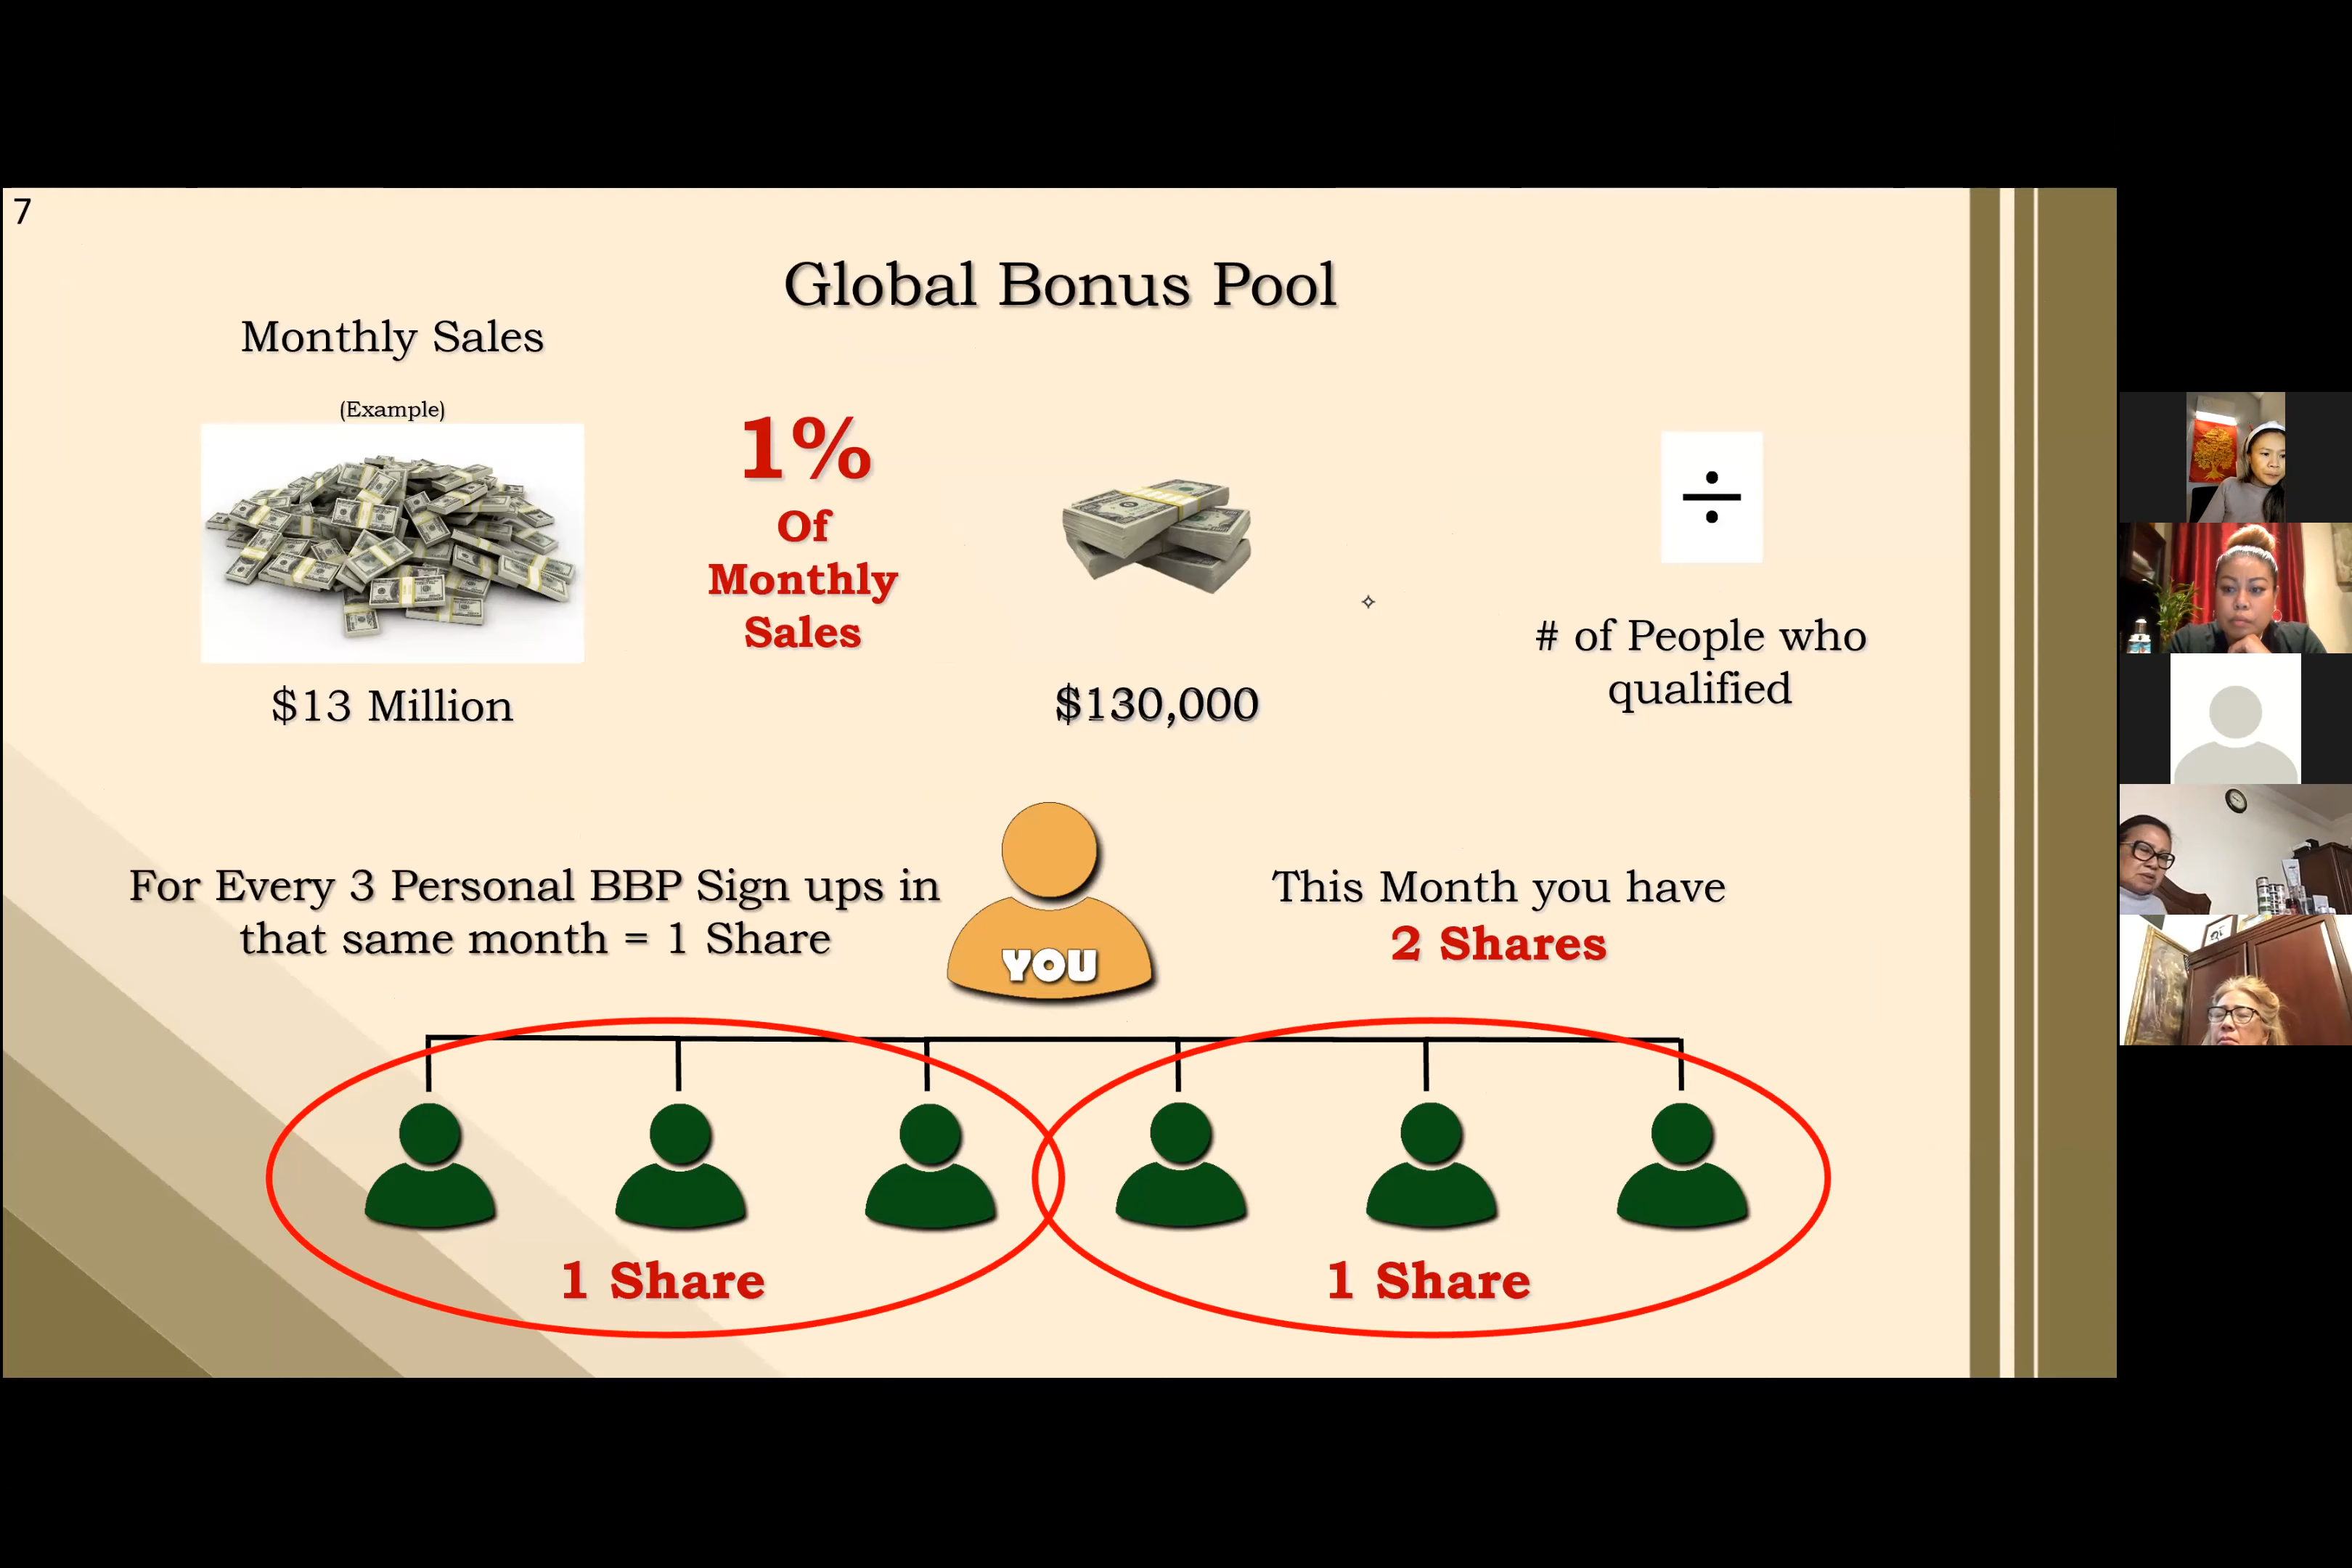 7
Global Bonus Pool
Monthly Sales
(Example)
$13 Million
1%
Of
Monthly
Sales
$130,000
÷
# of People who
qualified
For Every 3 Personal BBP Sign ups in
that same month = 1 Share
YOU
This Month you have
2 Shares
1 Share
1 Share